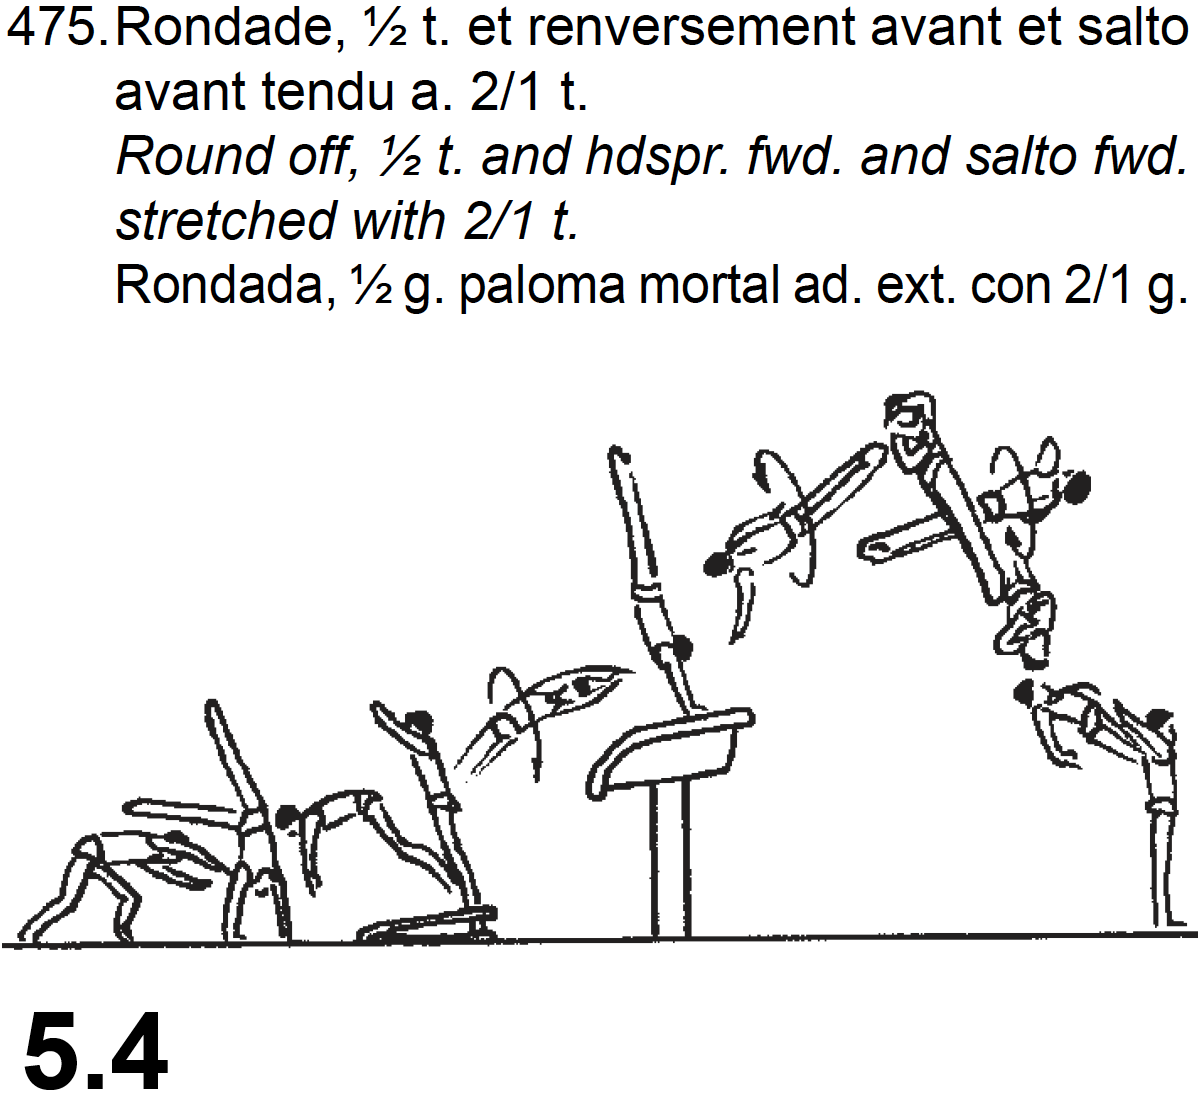 475. Rondade, ½ t. et renversement avant et salto
avant tendu a. 2/1 t.
Round off, ½ t. and hdspr. fwd. and salto fwd.
stretched with 2/1 t.
Rondada, ½ g. paloma mortal ad. ext. con 2/1 g.
5.4